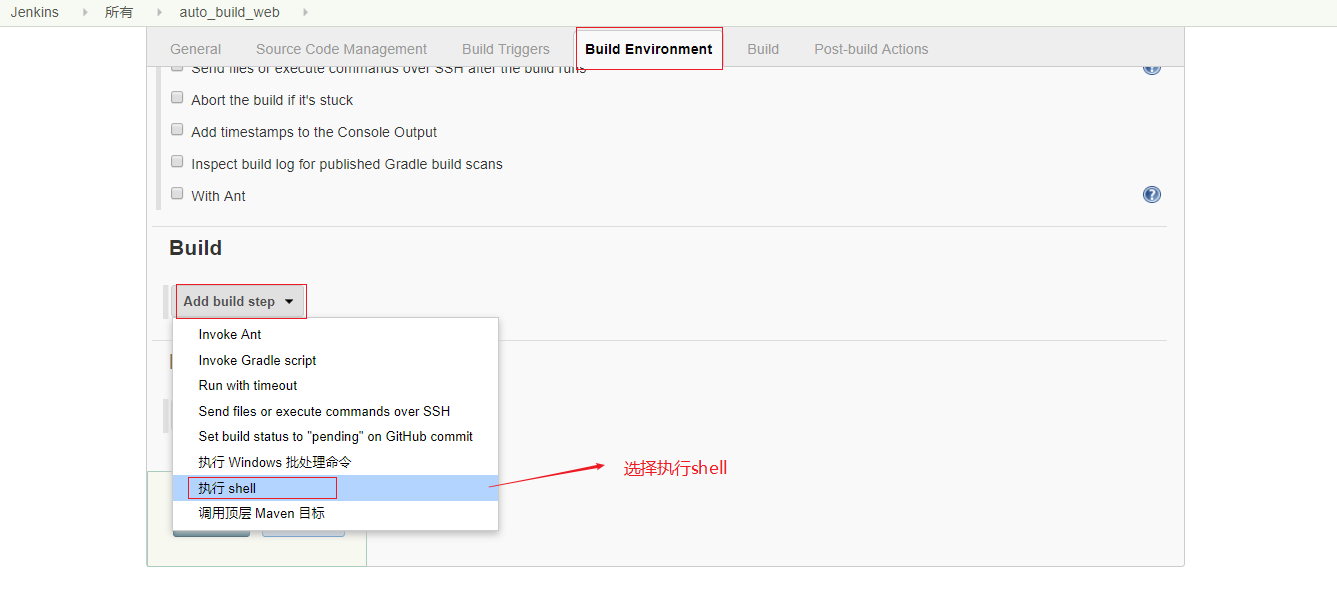 Jenkins 所有 auto_build_web
General Source Code Management Build Triggers Build Environment Build Post-build Actions
Send files or execute commands over SSH after the build runs
Abort the build if it's stuck
Add timestamps to the Console Output
Inspect build log for published Gradle build scans
With Ant
Build
Add build step
Invoke Ant
Invoke Gradle script
Run with timeout
Send files or execute commands over SSH
Set build status to "pending" on GitHub commit
执行 Windows 批处理命令
执行 shell
选择执行shell
调用顶层 Maven 目标